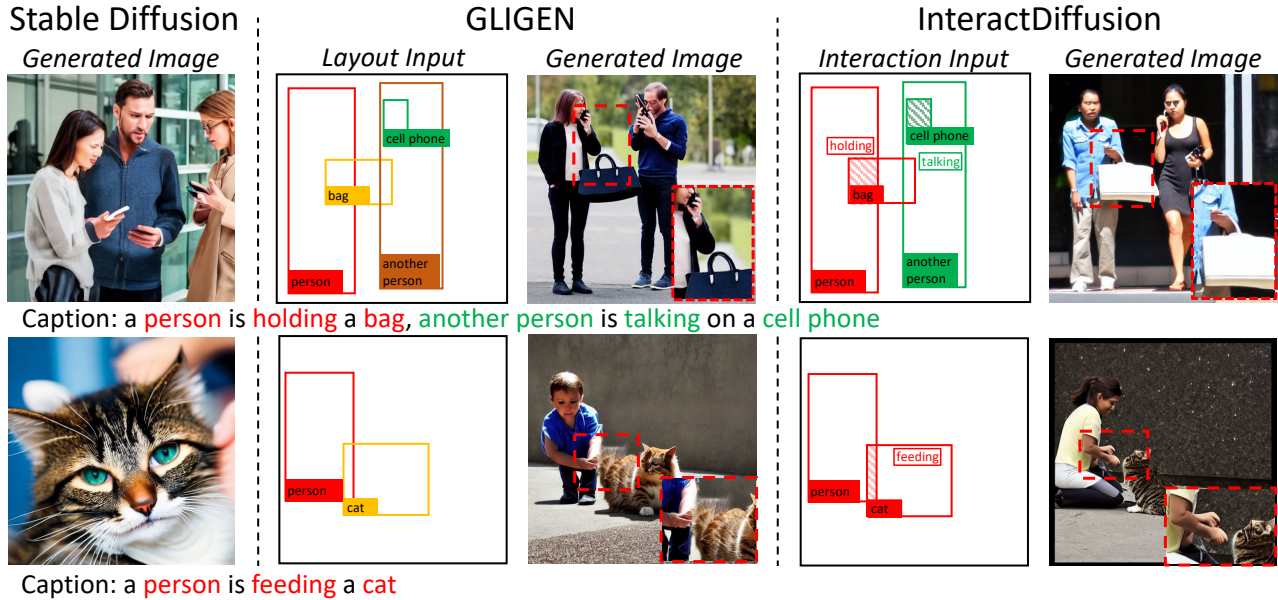 Stable Diffusion
GLIGEN
InteractDiffusion
Generated Image
Layout Input
Generated Image
Interaction Input
Generated Image
cell phone
bag
person
another
person
holding
cell phone
talking
bag
person
another
person
Caption: a person is holding a bag, another person is talking on a cell phone
person
cat
feeding
person
cat
Caption: a person is feeding a cat